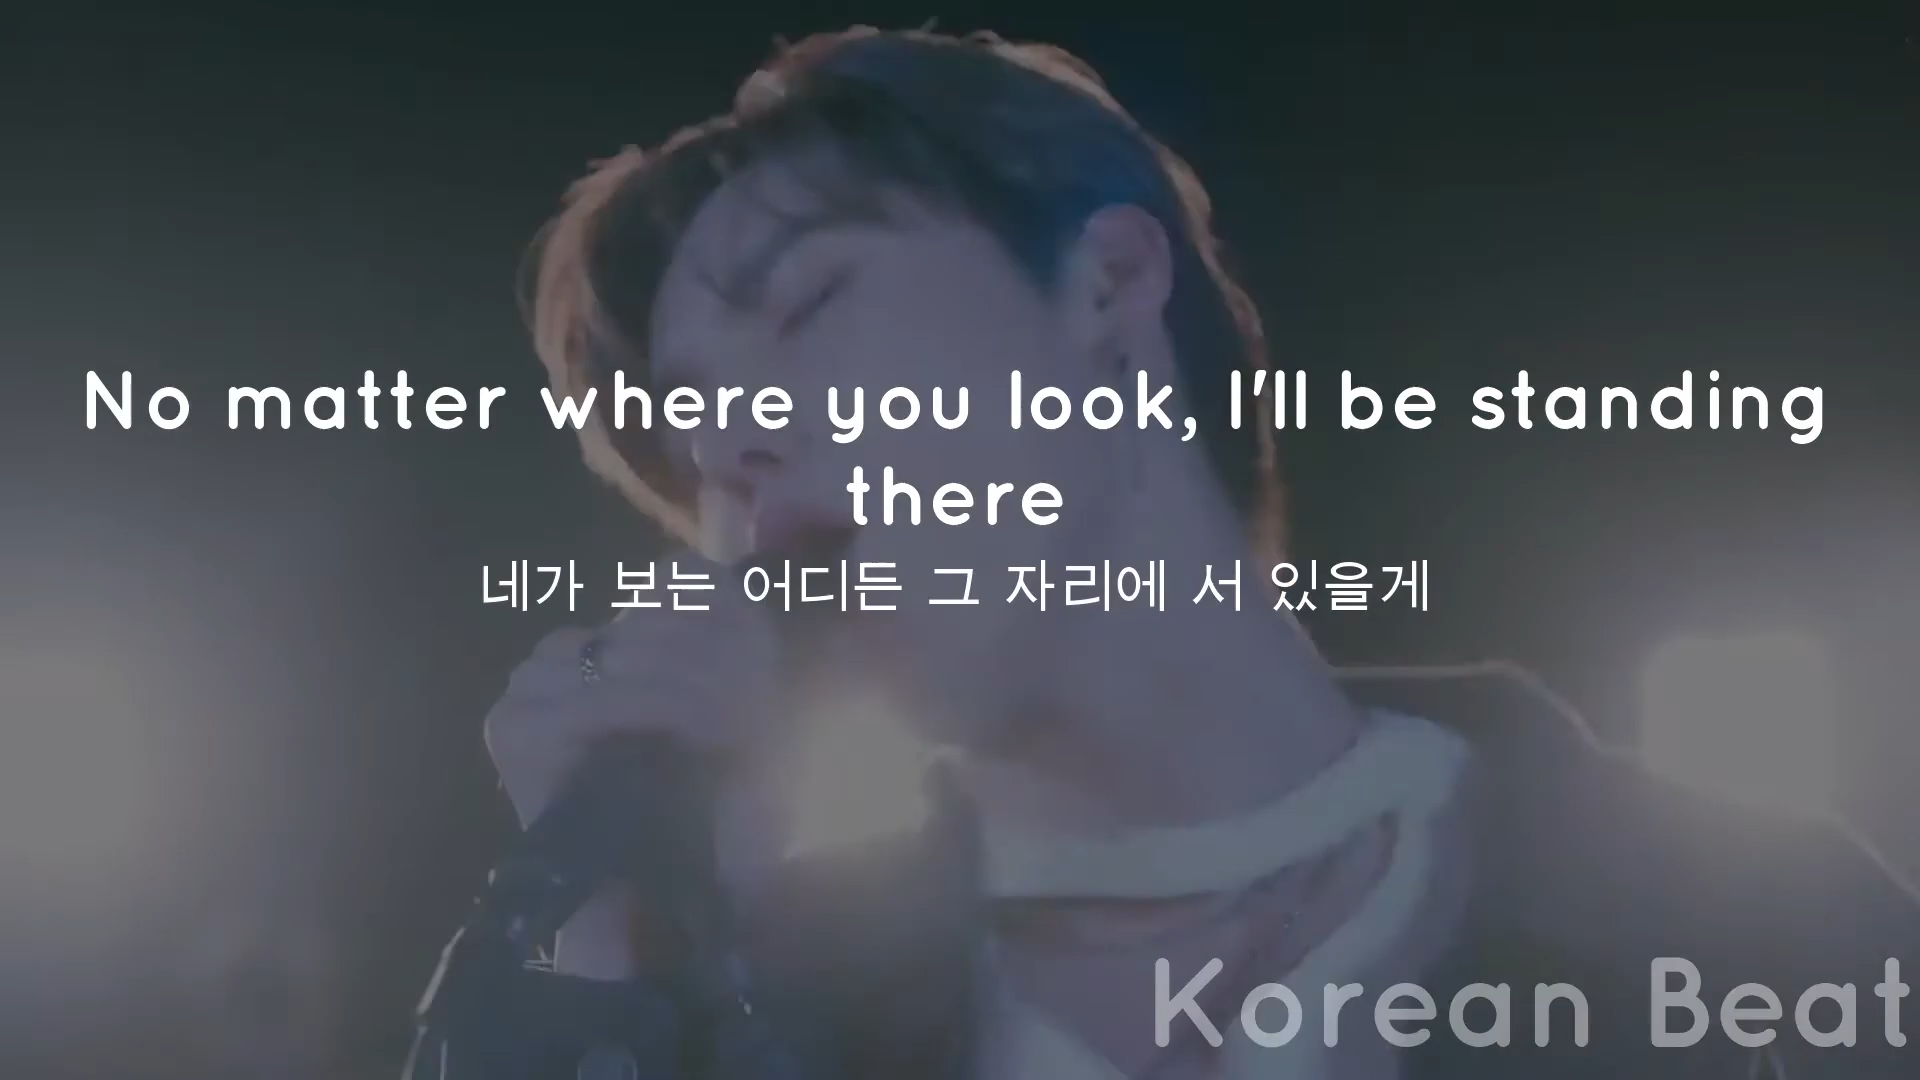 No matter where you look, I'll be standing
there
네가 보는 어디든 그 자리에 서 있을게
Korean Beat